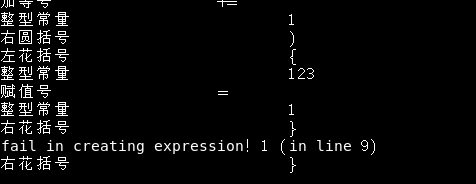 加等号 +=
整型常量 1
右圆括号 )
左花括号 {
整型常量 123
赋值号 =
整型常量 1
右花括号 }
fail in creating expression! 1 (in line 9)
右花括号 }